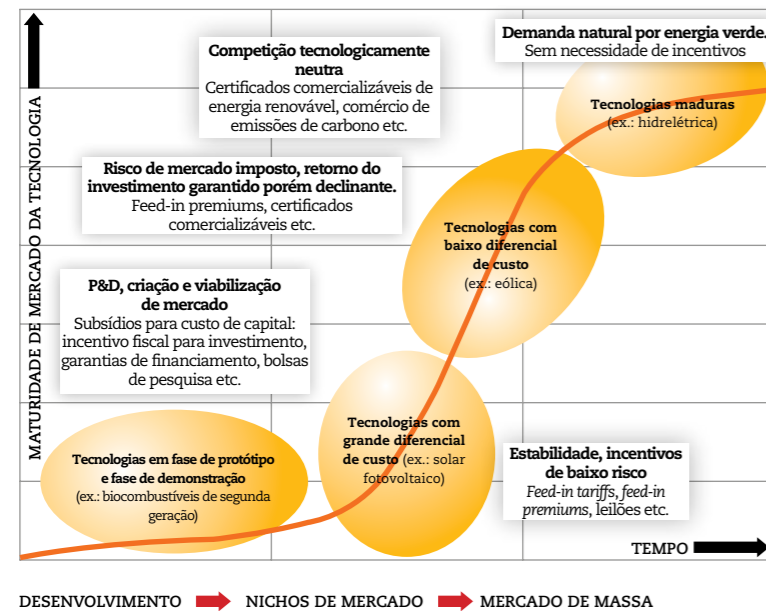 Demanda natural por energia verde.
Sem necessidade de incentivos
Competição tecnologicamente
neutra
Certificados comercializáveis de
energia renovável, comércio de
emissões de carbono etc.
Tecnologias maduras
(ex.: hidrelétrica)
Risco de mercado imposto, retorno do
investimento garantido porém declinante.
Feed-in premiums, certificados
comercializáveis etc.
Tecnologias com
baixo diferencial
de custo
(ex.: eólica)
P&D, criação e viabilização
de mercado
Subsídios para custo de capital:
incentivo fiscal para investimento,
garantias de financiamento, bolsas
de pesquisa etc.
MATURIDADE DE MERCADO DA TECNOLOGIA
Tecnologias com
grande diferencial
de custo (ex.: solar
fotovoltaico)
Tecnologias em fase de protótipo
e fase de demonstração
(ex.: biocombustíveis de segunda
geração)
Estabilidade, incentivos
de baixo risco
Feed-in tariffs, feed-in
premiums, leilões etc.
TEMPO
DESENVOLVIMENTO NICHOS DE MERCADO MERCADO DE MASSA